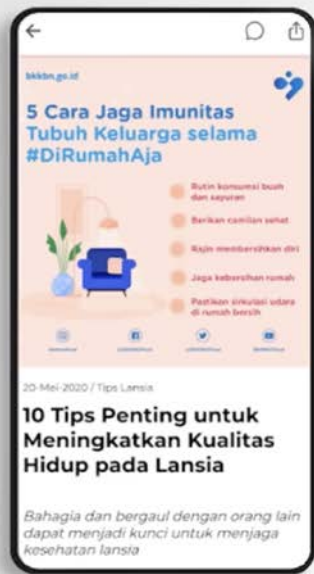 bkkbn.go.id
5 Cara Jaga Imunitas
Tubuh Keluarga selama
#DiRumahAja
Rutin konsumsi buah
dan sayuran
Berikan camilan sehat
Rajin membersihkan diri
Jaga kebersihan rumah
Pastikan sirkulasi udara
di rumah bersih
20-Mei-2020 / Tips Lansia
10 Tips Penting untuk
Meningkatkan Kualitas
Hidup pada Lansia
Bahagia dan bergaul dengan orang lain
dapat menjadi kunci untuk menjaga
kesehatan lansia